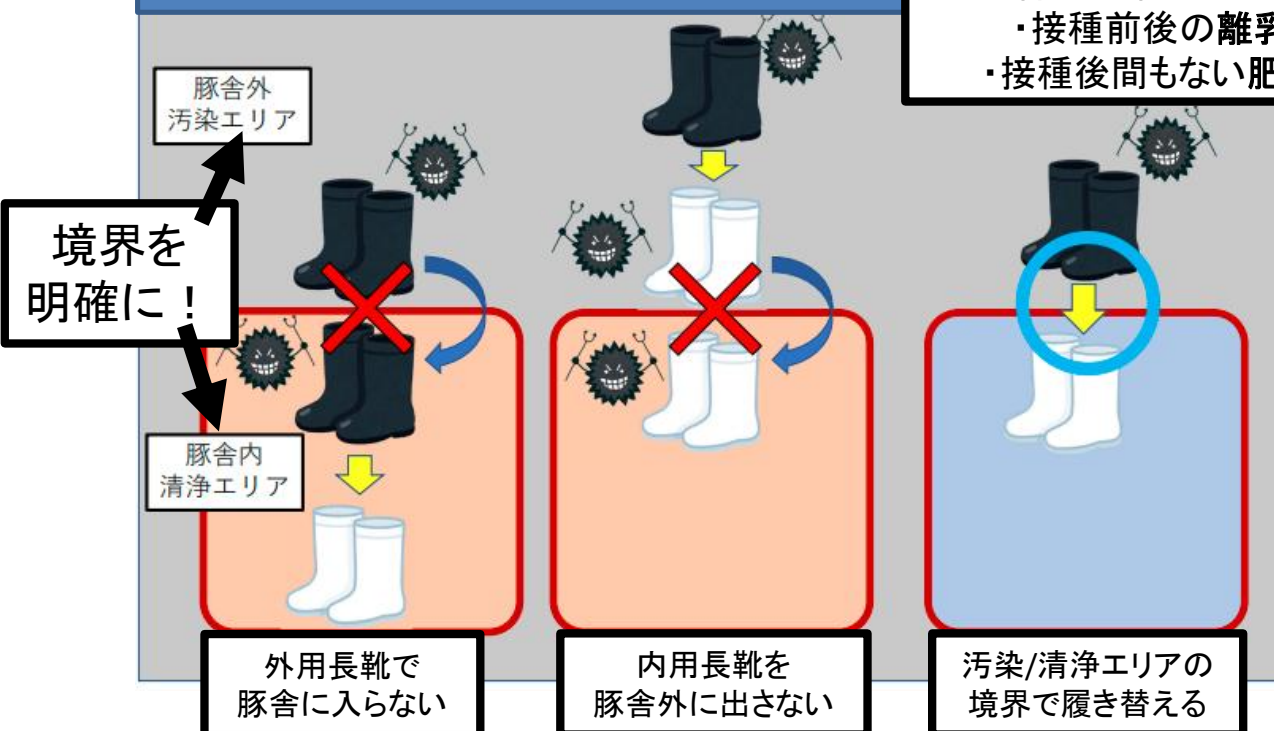 ・接種前後の離乳
・接種後間もない肥
豚舎外
汚染エリア
境界を
明確に！
豚舎内
清浄エリア
外用長靴で
豚舎に入らない
内用長靴を
豚舎外に出さない
汚染/清浄エリアの
境界で履き替える